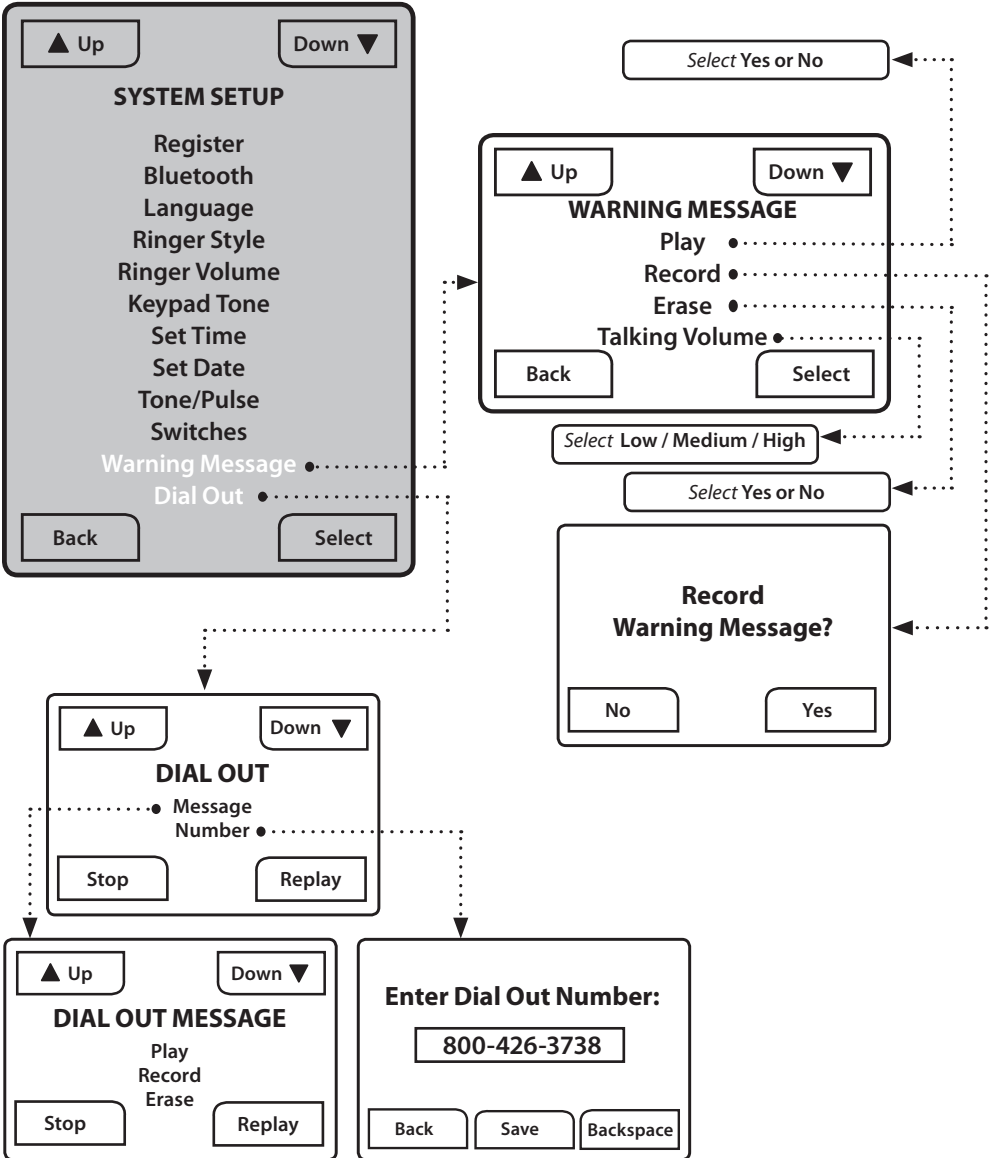 ▲ Up
Down ▼
SYSTEM SETUP
Register
Bluetooth
Language
Ringer Style
Ringer Volume
Keypad Tone
Set Time
Set Date
Tone/Pulse
Switches
Warning Message
Dial Out
Back
Select
Select Yes or No
▲ Up
Down ▼
WARNING MESSAGE
Play
Record
Erase
Talking Volume
Back
Select
Select Low / Medium / High
Select Yes or No
Record
Warning Message?
No
Yes
▲ Up
Down ▼
DIAL OUT
Message
Number
Stop
Replay
▲ Up
Down ▼
DIAL OUT MESSAGE
Play
Record
Erase
Stop
Replay
Enter Dial Out Number:
800-426-3738
Back
Save
Backspace